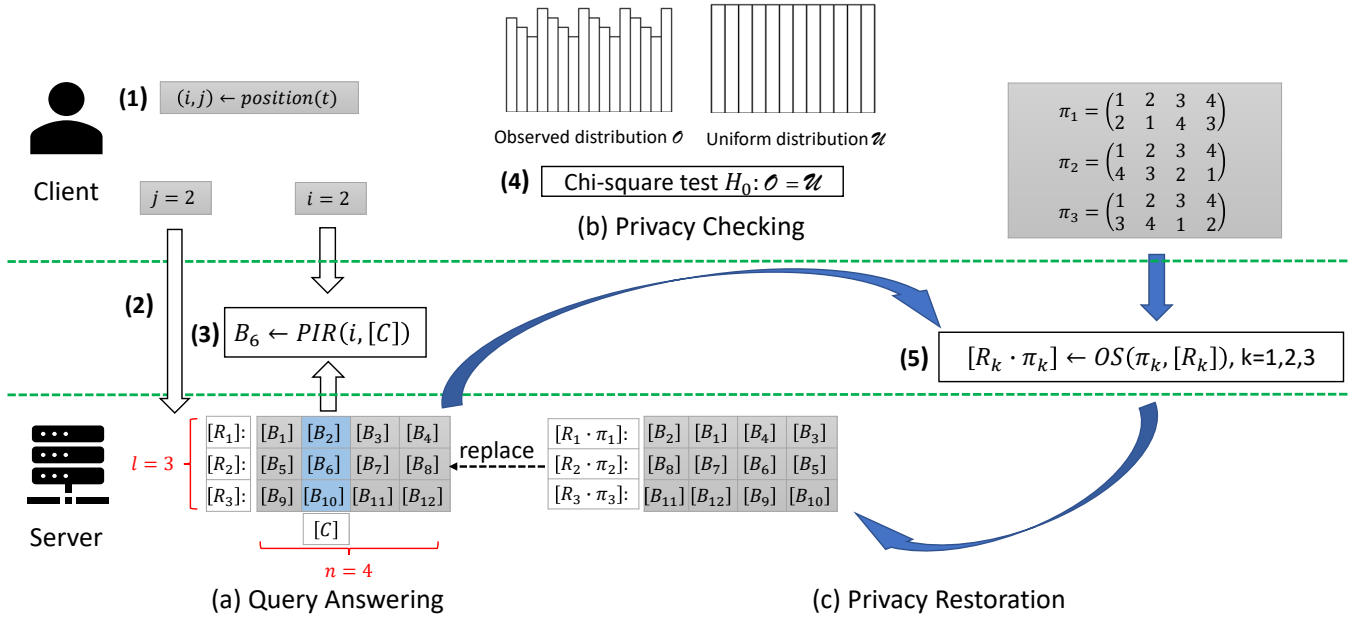 (1)
(i, j) ← position(t)
Client
j = 2
i = 2
Observed distribution 𝒪
Uniform distribution 𝒰
(4)
Chi-square test H₀: 𝒪 = 𝒰
(b) Privacy Checking
π₁ = (1 2 3 4
2 1 4 3)
π₂ = (1 2 3 4
4 3 2 1)
π₃ = (1 2 3 4
3 4 1 2)
(2)
(3)
B₆ ← PIR(i, [C])
(5)
[Rₖ · πₖ] ← OS(πₖ, [Rₖ]), k=1,2,3
Server
l = 3
[R₁]: [B₁] [B₂] [B₃] [B₄]
[R₂]: [B₅] [B₆] [B₇] [B₈]
[R₃]: [B₉] [B₁₀] [B₁₁] [B₁₂]
[C]
n = 4
replace
[R₁ · π₁]: [B₂] [B₁] [B₄] [B₃]
[R₂ · π₂]: [B₈] [B₇] [B₆] [B₅]
[R₃ · π₃]: [B₁₁] [B₁₂] [B₉] [B₁₀]
(a) Query Answering
(c) Privacy Restoration